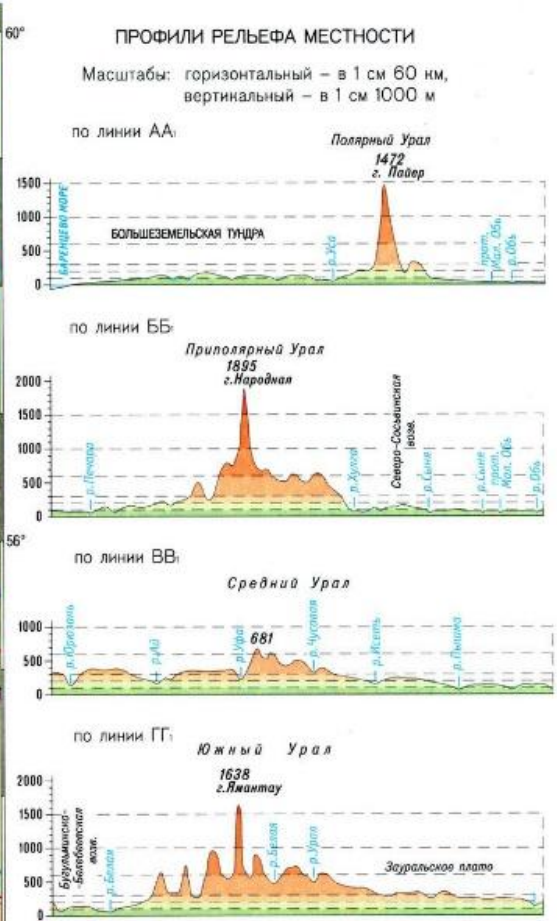 60°
ПРОФИЛИ РЕЛЬЕФА МЕСТНОСТИ
Масштабы: горизонтальный – в 1 см 60 км,
вертикальный – в 1 см 1000 м
по линии АА₁
Полярный Урал
1472
г. Пайер
1500
1000
500
0
БАРЕНЦЕВО МОРЕ
БОЛЬШЕЗЕМЕЛЬСКАЯ ТУНДРА
р.Уса
прот.
Мал. Обь
р.Обь
по линии ББ₁
Приполярный Урал
1895
г.Народная
2000
1500
1000
500
0
р.Печора
р.Хулга
Северо-Сосьвинская
возв.
р.Сыня
р.Сыня
прот.
Мал. Обь
р.Обь
56°
по линии ВВ₁
Средний Урал
1000
500
0
р.Юрюзань
р.Ай
р.Уфа
681
р.Чусовая
р.Исеть
р.Пышма
по линии ГГ₁
Южный Урал
1638
г.Ямантау
2000
1500
1000
500
0
Бугульминско-
-Белебеевская
возв.
р.Белая
р.Белая
р.Урал
Зауральское плато